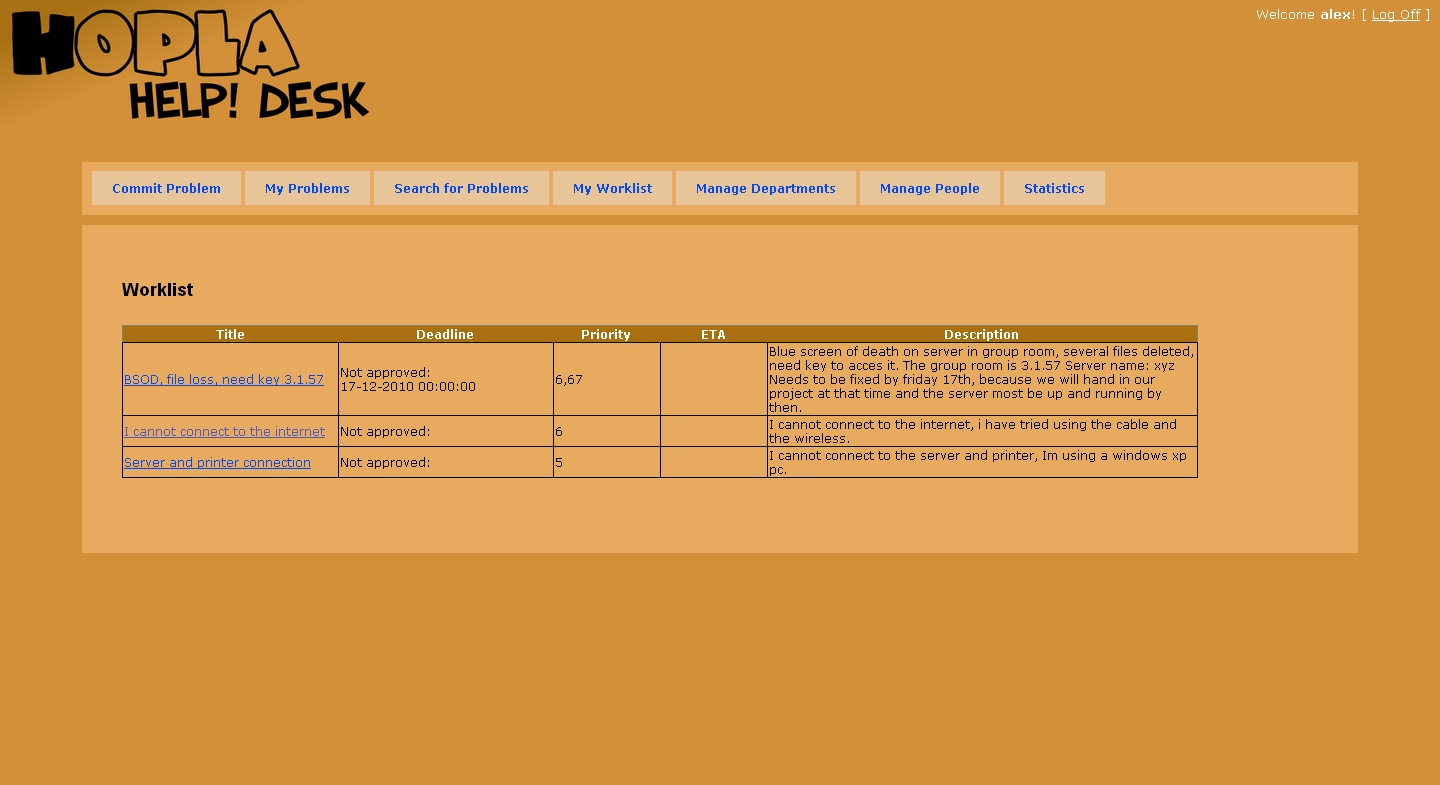 Welcome alex! [ Log Off ]
HOPLA
HELP! DESK
Commit Problem My Problems Search for Problems My Worklist Manage Departments Manage People Statistics
Worklist
Title Deadline Priority ETA Description
BSOD, file loss, need key 3.1.57
Not approved:
17-12-2010 00:00:00
6,67
Blue screen of death on server in group room, several files deleted,
need key to acces it. The group room is 3.1.57 Server name: xyz
Needs to be fixed by friday 17th, because we will hand in our
project at that time and the server most be up and running by
then.
I cannot connect to the internet
Not approved:
6
I cannot connect to the internet, i have tried using the cable and
the wireless.
Server and printer connection
Not approved:
5
I cannot connect to the server and printer, Im using a windows xp
pc.